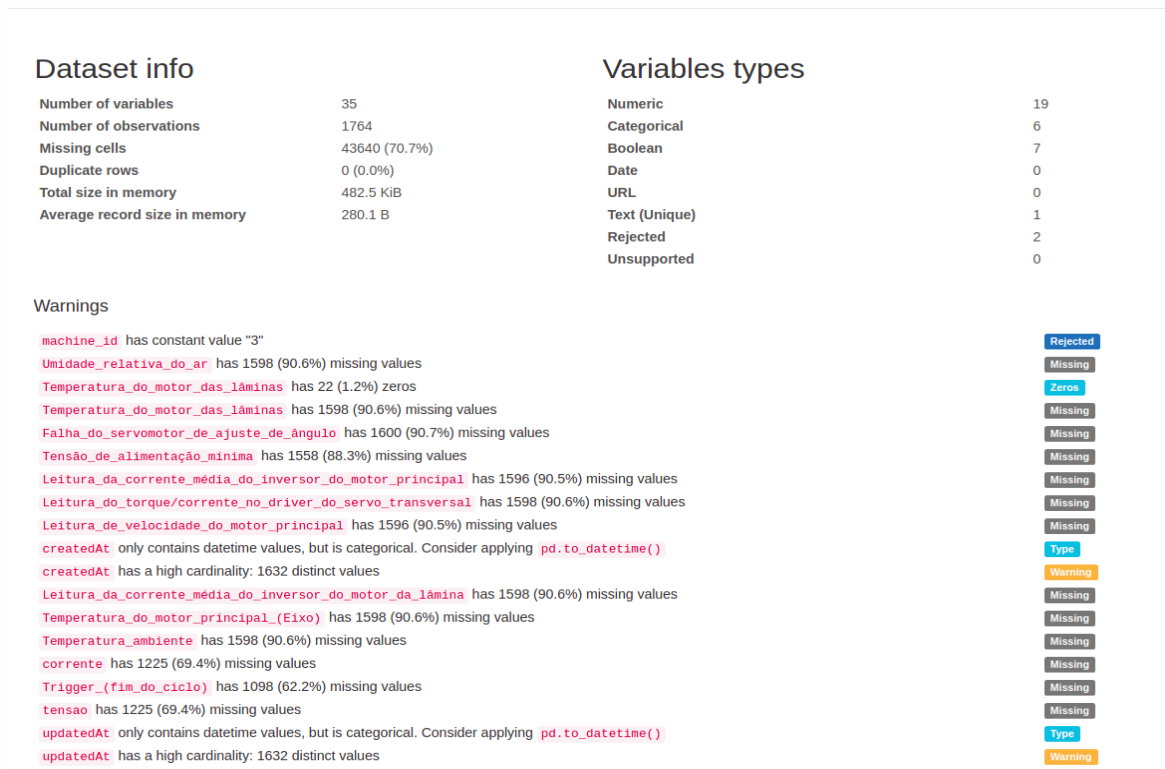 Dataset info
Number of variables 35
Number of observations 1764
Missing cells 43640 (70.7%)
Duplicate rows 0 (0.0%)
Total size in memory 482.5 KiB
Average record size in memory 280.1 B
Variables types
Numeric 19
Categorical 6
Boolean 7
Date 0
URL 0
Text (Unique) 1
Rejected 2
Unsupported 0
Warnings
machine_id has constant value "3" Rejected
Umidade_relativa_do_ar has 1598 (90.6%) missing values Missing
Temperatura_do_motor_das_lâminas has 22 (1.2%) zeros Zeros
Temperatura_do_motor_das_lâminas has 1598 (90.6%) missing values Missing
Falha_do_servomotor_de_ajuste_de_ângulo has 1600 (90.7%) missing values Missing
Tensão_de_alimentação_mínima has 1558 (88.3%) missing values Missing
Leitura_da_corrente_média_do_inversor_do_motor_principal has 1596 (90.5%) missing values Missing
Leitura_do_torque/corrente_no_driver_do_servo_transversal has 1598 (90.6%) missing values Missing
Leitura_de_velocidade_do_motor_principal has 1596 (90.5%) missing values Missing
createdAt only contains datetime values, but is categorical. Consider applying pd.to_datetime() Type
createdAt has a high cardinality: 1632 distinct values Warning
Leitura_da_corrente_média_do_inversor_do_motor_da_lâmina has 1598 (90.6%) missing values Missing
Temperatura_do_motor_principal_(Eixo) has 1598 (90.6%) missing values Missing
Temperatura_ambiente has 1598 (90.6%) missing values Missing
corrente has 1225 (69.4%) missing values Missing
Trigger_(fim_do_ciclo) has 1098 (62.2%) missing values Missing
tensao has 1225 (69.4%) missing values Missing
updatedAt only contains datetime values, but is categorical. Consider applying pd.to_datetime() Type
updatedAt has a high cardinality: 1632 distinct values Warning